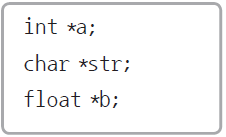 int *a;
char *str;
float *b;